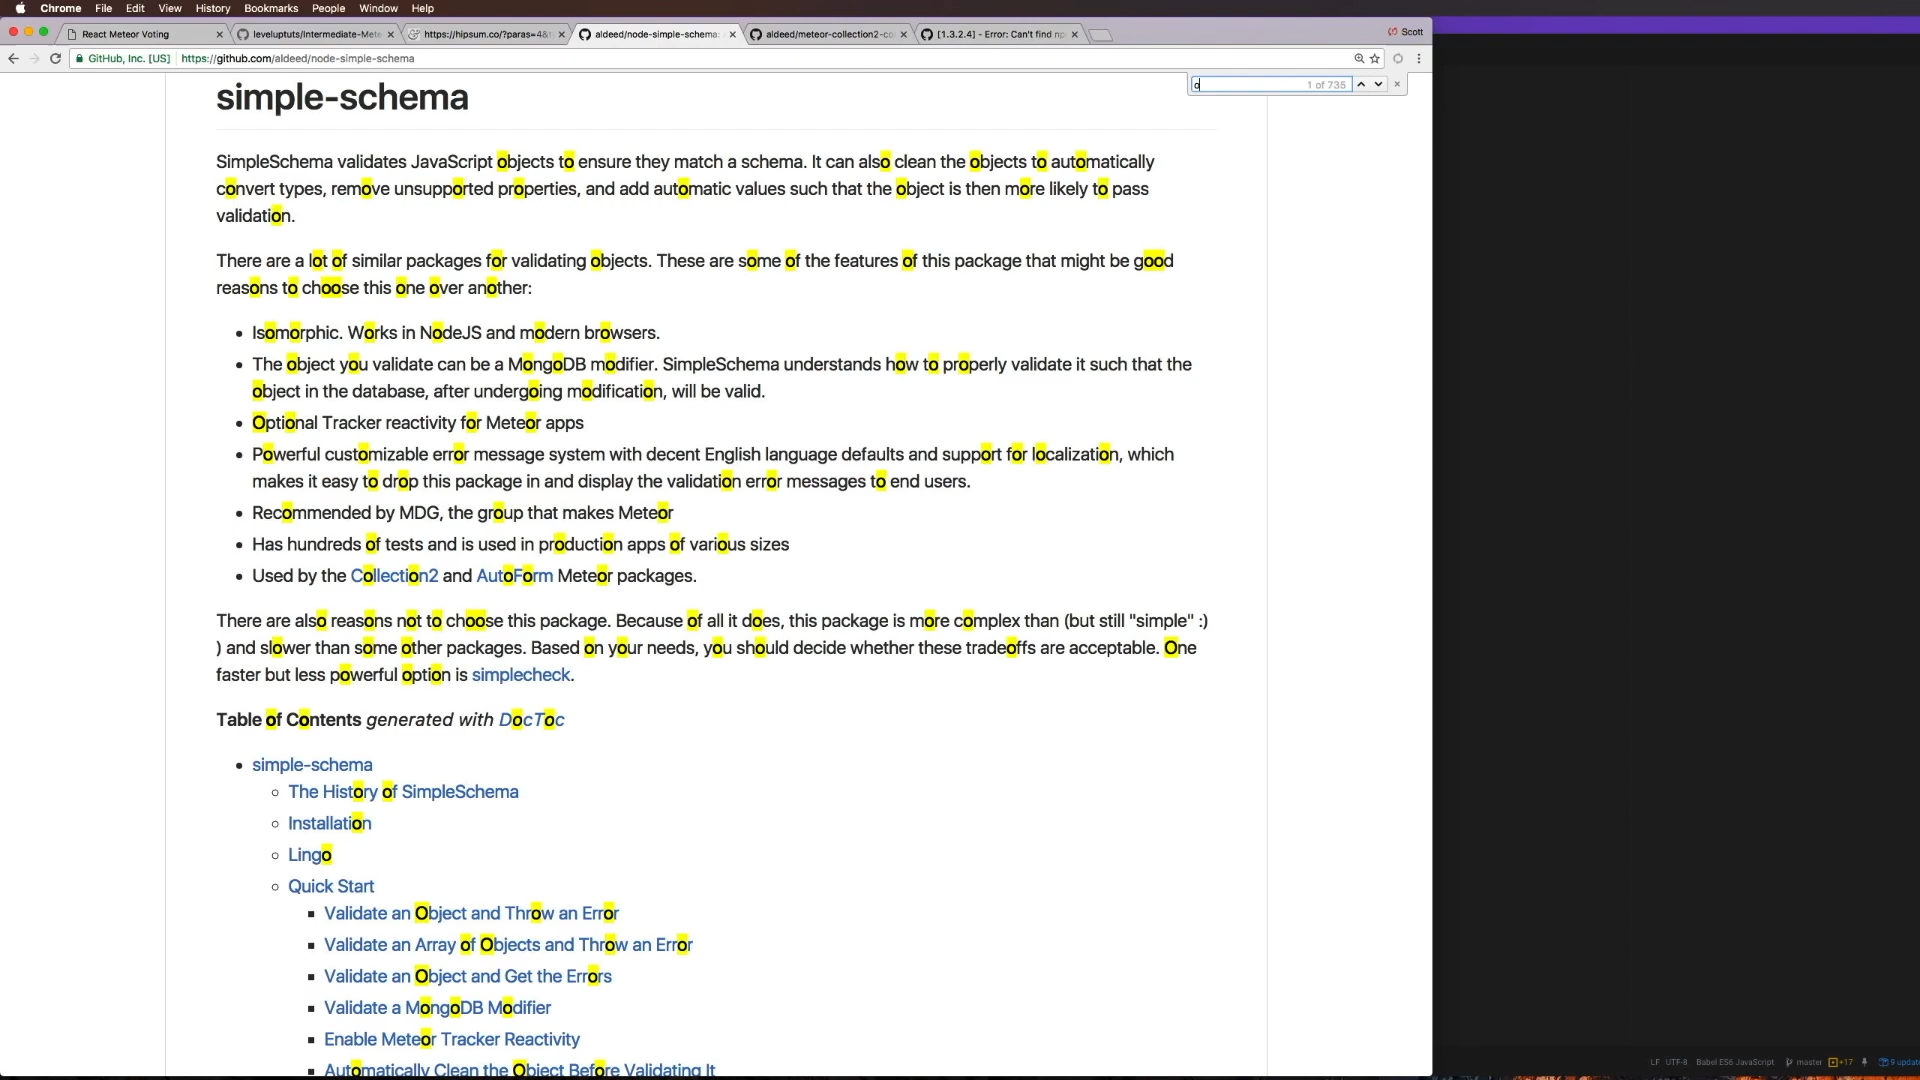 Chrome File Edit View History Bookmarks People Window Help
React Meteor Voting
leveluptuts/Intermediate-Mete
https://hipsum.co/?paras=4&t
aldeed/node-simple-schema:
aldeed/meteor-collection2-co
[1.3.2.4] - Error: Can't find np
Scott
GitHub, Inc. [US] https://github.com/aldeed/node-simple-schema
o 1 of 735
simple-schema
SimpleSchema validates JavaScript objects to ensure they match a schema. It can also clean the objects to automatically
convert types, remove unsupported properties, and add automatic values such that the object is then more likely to pass
validation.
There are a lot of similar packages for validating objects. These are some of the features of this package that might be good
reasons to choose this one over another:
Isomorphic. Works in NodeJS and modern browsers.
The object you validate can be a MongoDB modifier. SimpleSchema understands how to properly validate it such that the
object in the database, after undergoing modification, will be valid.
Optional Tracker reactivity for Meteor apps
Powerful customizable error message system with decent English language defaults and support for localization, which
makes it easy to drop this package in and display the validation error messages to end users.
Recommended by MDG, the group that makes Meteor
Has hundreds of tests and is used in production apps of various sizes
Used by the Collection2 and AutoForm Meteor packages.
There are also reasons not to choose this package. Because of all it does, this package is more complex than (but still "simple" :)
) and slower than some other packages. Based on your needs, you should decide whether these tradeoffs are acceptable. One
faster but less powerful option is simplecheck.
Table of Contents generated with DocToc
simple-schema
The History of SimpleSchema
Installation
Lingo
Quick Start
Validate an Object and Throw an Error
Validate an Array of Objects and Throw an Error
Validate an Object and Get the Errors
Validate a MongoDB Modifier
Enable Meteor Tracker Reactivity
Automatically Clean the Object Before Validating It
LF UTF-8 Babel ES6 JavaScript master +17 9 update